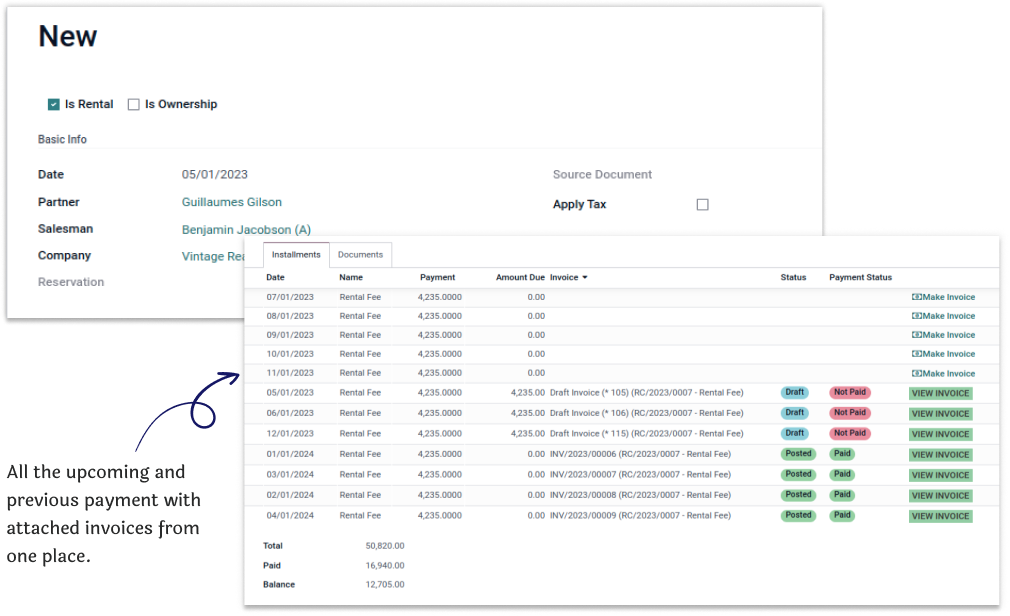 New
Is Rental Is Ownership
Basic Info
Date 05/01/2023 Source Document
Partner Guillaumes Gilson Apply Tax
Salesman Benjamin Jacobson (A)
Company Vintage
Reservation
Installments Documents
Date Name Payment Amount Due Invoice Status Payment Status
07/01/2023 Rental Fee 4,235.0000 0.00 Make Invoice
08/01/2023 Rental Fee 4,235.0000 0.00 Make Invoice
09/01/2023 Rental Fee 4,235.0000 0.00 Make Invoice
10/01/2023 Rental Fee 4,235.0000 0.00 Make Invoice
11/01/2023 Rental Fee 4,235.0000 0.00 Make Invoice
05/01/2023 Rental Fee 4,235.0000 4,235.00 Draft Invoice (* 105) (RC/2023/0007 - Rental Fee) Draft Not Paid VIEW INVOICE
06/01/2023 Rental Fee 4,235.0000 4,235.00 Draft Invoice (* 106) (RC/2023/0007 - Rental Fee) Draft Not Paid VIEW INVOICE
12/01/2023 Rental Fee 4,235.0000 4,235.00 Draft Invoice (* 115) (RC/2023/0007 - Rental Fee) Draft Not Paid VIEW INVOICE
01/01/2024 Rental Fee 4,235.0000 0.00 INV/2023/00006 (RC/2023/0007 - Rental Fee) Posted Paid VIEW INVOICE
03/01/2024 Rental Fee 4,235.0000 0.00 INV/2023/00007 (RC/2023/0007 - Rental Fee) Posted Paid VIEW INVOICE
02/01/2024 Rental Fee 4,235.0000 0.00 INV/2023/00008 (RC/2023/0007 - Rental Fee) Posted Paid VIEW INVOICE
04/01/2024 Rental Fee 4,235.0000 0.00 INV/2023/00009 (RC/2023/0007 - Rental Fee) Posted Paid VIEW INVOICE
Total 50,820.00
Paid 16,940.00
Balance 12,705.00
All the upcoming and
previous payment with
attached invoices from
one place.